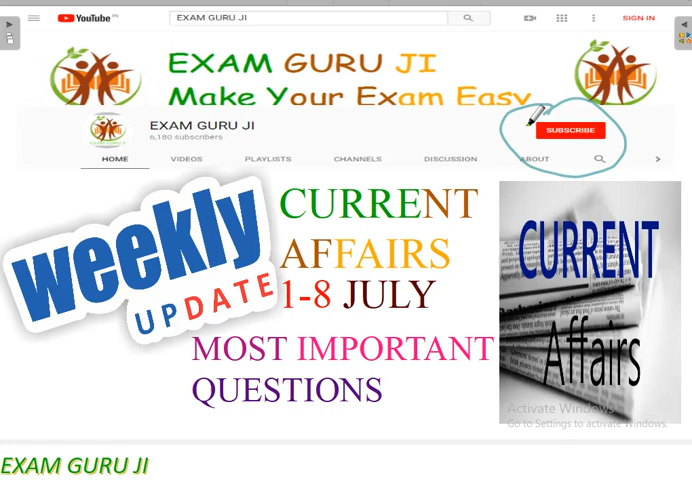 YouTube IN
EXAM GURU JI
SIGN IN
EXAM GURU JI
Make Your Exam Easy
EXAM GURU JI
6,180 subscribers
SUBSCRIBE
HOME VIDEOS PLAYLISTS CHANNELS DISCUSSION ABOUT
weekly
UPDATE
CURRENT
AFFAIRS
1-8 JULY
MOST IMPORTANT
QUESTIONS
CURRENT
Affairs
Activate Windows
Go to Settings to activate Windows.
EXAM GURU JI